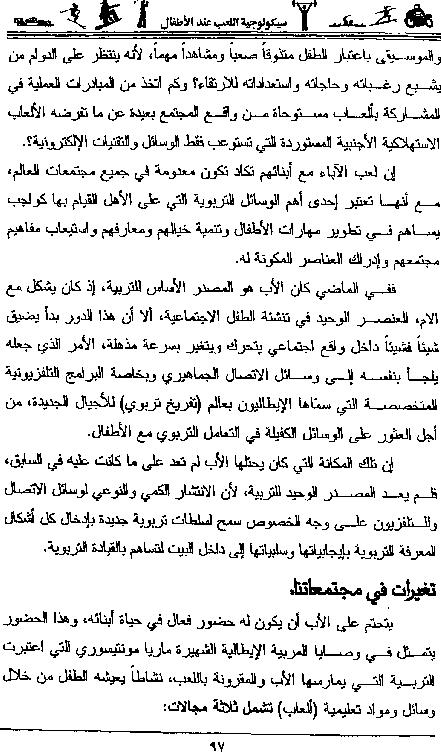 سيكولوجية اللعب عند الأطفال
والموسيقى باعتبار الطفل متذوقاً صعباً ومشاهداً مهماً، لأنه ينتظر على الدوام من
يشبع رغباته وحاجاته واستعداداته للارتقاء؟ وكم اتخذ من المبادرات العملية في
المشاركة بألعاب مستوحاة من واقع المجتمع بعيدة عن ما تفرضه الألعاب
الاستهلاكية الأجنبية المستوردة التي تستوعب فقط الوسائل والتقنيات الإلكترونية؟.
إن لعب الآباء مع أبنائهم تكاد تكون معدومة في جميع مجتمعات العالم،
مع أنها تعتبر إحدى أهم الوسائل التربوية التي على الأهل القيام بها كواجب
يساهم في تطوير مهارات الأطفال وتنمية خيالهم ومعارفهم واستيعاب مفاهيم
مجتمعهم وإدراك العناصر المكونة له.
ففي الماضي كان الأب هو المصدر الأساس للتربية، إذ كان يشكل مع
الام، العنصر الوحيد في تنشئة الطفل الاجتماعية، ألا أن هذا الدور بدأ يضيق
شيئاً فشيئاً داخل واقع اجتماعي يتحرك ويتغير بسرعة مذهلة، الأمر الذي جعله
يلجأ بنفسه إلى وسائل الاتصال الجماهيري وبخاصة البرامج التلفزيونية
المتخصصة التي سمّاها الإيطاليون بعالم (تفريخ تربوي) للأجيال الجديدة، من
أجل العثور على الوسائل الكفيلة في التعامل التربوي مع الأطفال.
إن تلك المكانة التي كان يحتلها الأب لم تعد على ما كانت عليه في السابق،
فلم يعد المصدر الوحيد للتربية، لأن الانتشار الكمي والنوعي لوسائل الاتصال
وللتلفزيون على وجه الخصوص سمح لسلطات تربوية جديدة بإدخال كل أشكال
المعرفة التربوية بإيجابياتها وسلبياتها إلى داخل البيت لتساهم بالقيادة التربوية.
تغيرات في مجتمعاتنا.
يتحتم على الأب أن يكون له حضور فعال في حياة أبنائه، وهذا الحضور
يتمثل في وصايا المربية الإيطالية الشهيرة ماريا مونتيسوري التي اعتبرت
التربية التي يمارسها الأب والمقرونة باللعب، نشاطاً يعيشه الطفل من خلال
وسائل ومواد تعليمية (ألعاب) تشمل ثلاثة مجالات:
٩٧